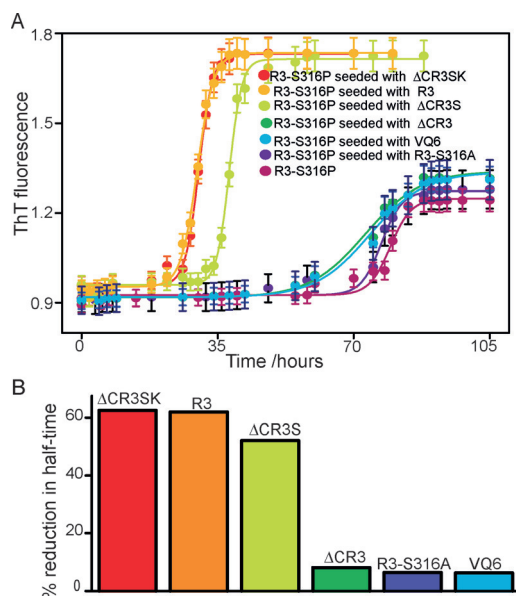 A
1.8
1.5
1.2
0.9
ThT fluorescence
R3-S316P seeded with ΔCR3SK
R3-S316P seeded with R3
R3-S316P seeded with ΔCR3S
R3-S316P seeded with ΔCR3
R3-S316P seeded with VQ6
R3-S316P seeded with R3-S316A
R3-S316P
0 35 70 105
Time /hours
B
% reduction in half-time
60
40
20
0
ΔCR3SK
R3
ΔCR3S
ΔCR3
R3-S316A
VQ6